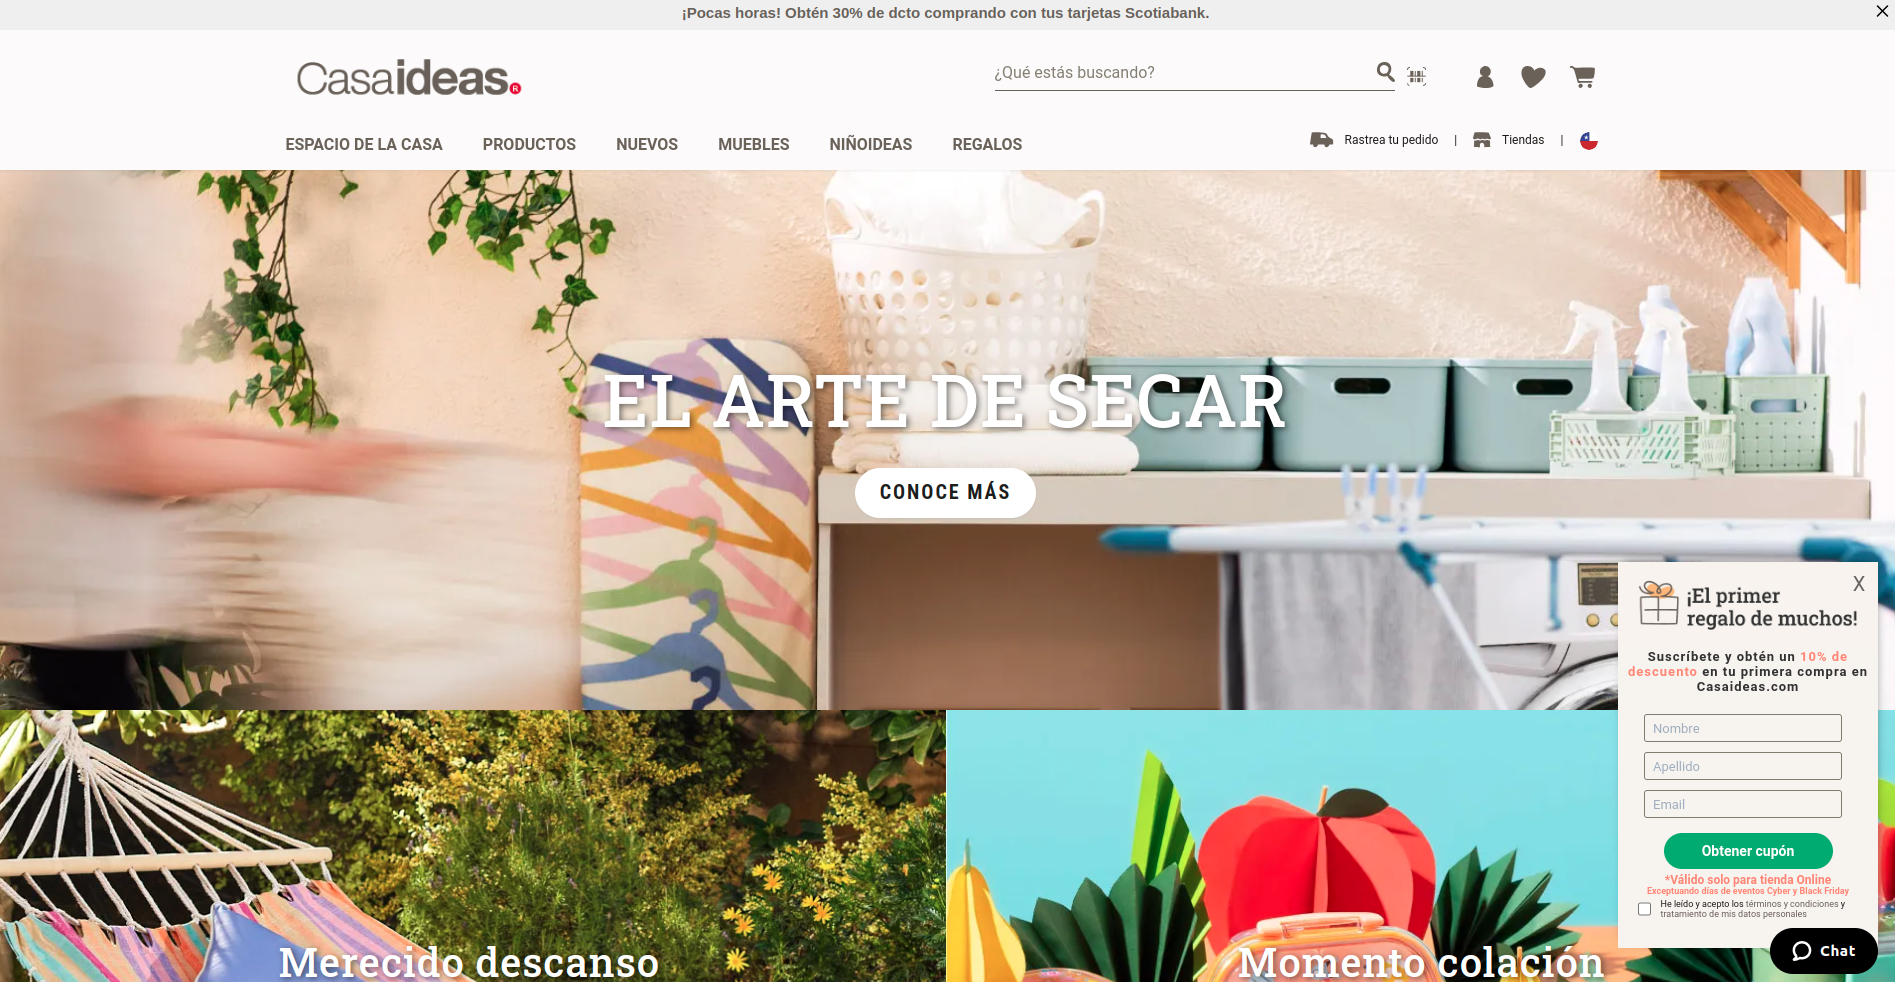 ¡Pocas horas! Obtén 30% de dcto comprando con tus tarjetas Scotiabank.
Casaideas®
¿Qué estás buscando?
ESPACIO DE LA CASA PRODUCTOS NUEVOS MUEBLES NIÑOIDEAS REGALOS
Rastrea tu pedido | Tiendas |
EL ARTE DE SECAR
CONOCE MÁS
X
¡El primer
regalo de muchos!
Suscríbete y obtén un 10% de
descuento en tu primera compra en
Casaideas.com
Nombre
Apellido
Email
Obtener cupón
*Válido solo para tienda Online
Exceptuando días de eventos Cyber y Black Friday
He leído y acepto los términos y condiciones y
tratamiento de mis datos personales
Merecido descanso
Momento colación
Chat